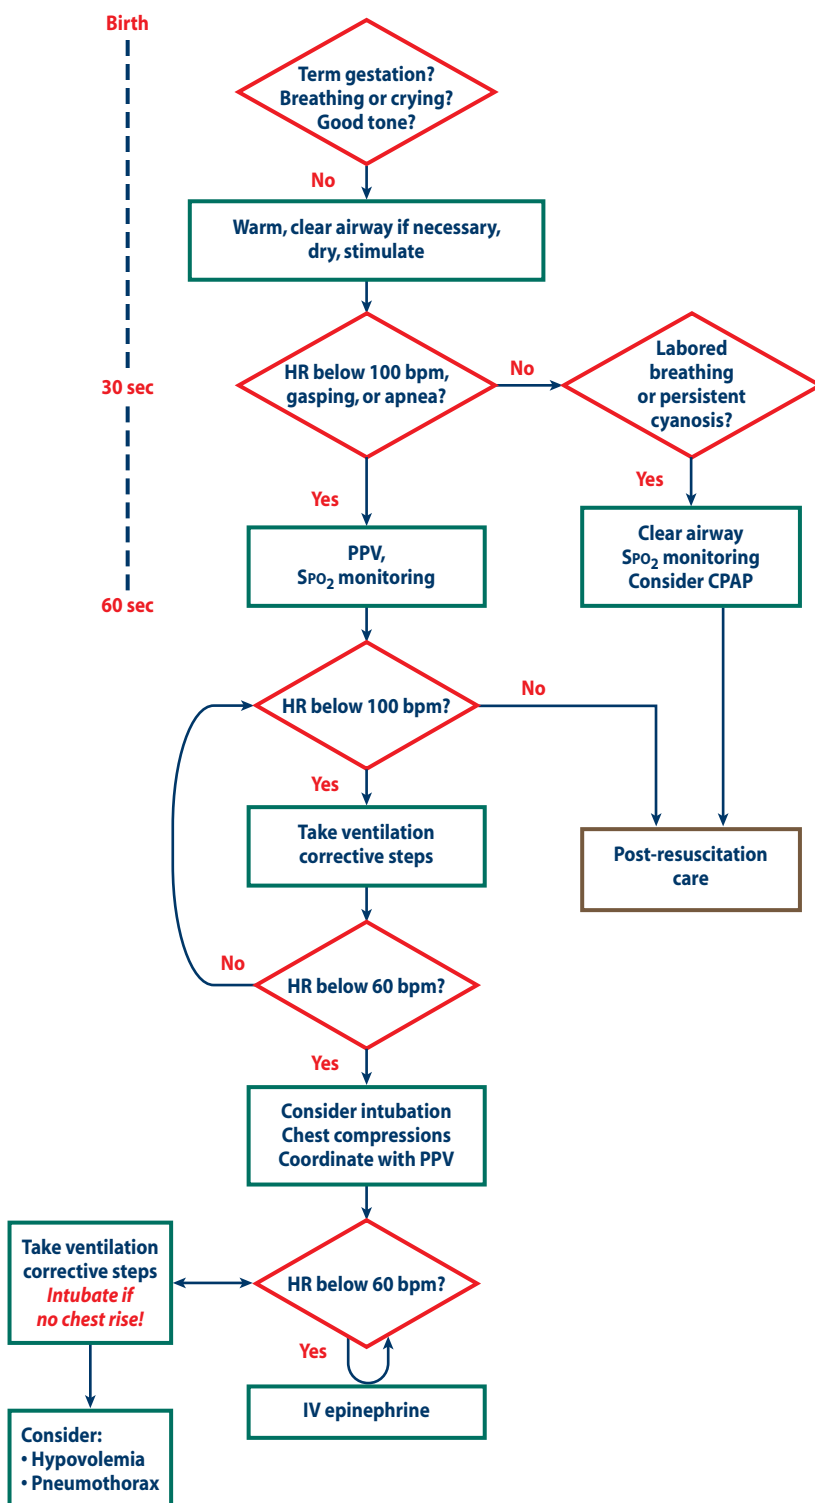 Birth
Term gestation?
Breathing or crying?
Good tone?
No
Warm, clear airway if necessary,
dry, stimulate
30 sec
HR below 100 bpm,
gasping, or apnea?
No
Labored
breathing
or persistent
cyanosis?
Yes
PPV,
SPO2 monitoring
Yes
Clear airway
SPO2 monitoring
Consider CPAP
60 sec
HR below 100 bpm?
No
Yes
Take ventilation
corrective steps
Post-resuscitation
care
HR below 60 bpm?
No
Yes
Consider intubation
Chest compressions
Coordinate with PPV
Take ventilation
corrective steps
Intubate if
no chest rise!
HR below 60 bpm?
Yes
IV epinephrine
Consider:
• Hypovolemia
• Pneumothorax